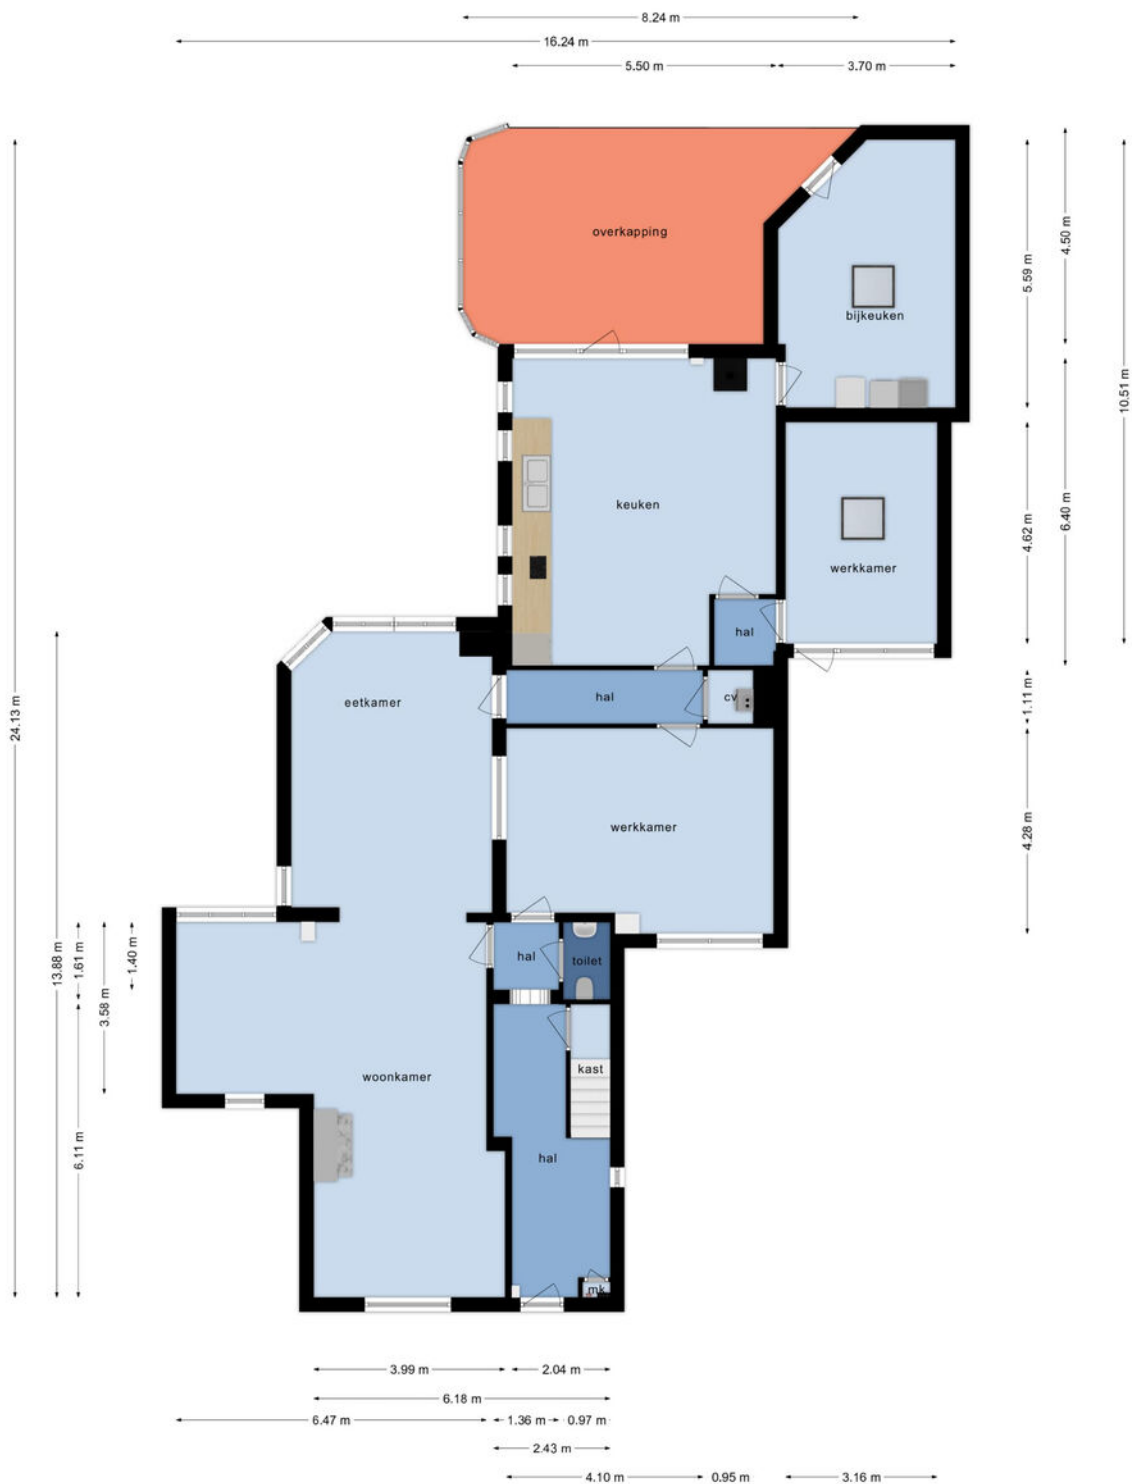 8.24 m
16.24 m
5.50 m
3.70 m
overkapping
bijkeuken
keuken
werkkamer
hal
hal
cv
eetkamer
werkkamer
hal
toilet
woonkamer
kast
hal
mk
24.13 m
13.88 m
1.61 m
6.11 m
3.58 m
1.40 m
5.59 m
4.62 m
1.11 m
4.28 m
4.50 m
6.40 m
10.51 m
3.99 m
2.04 m
6.18 m
6.47 m
1.36 m
0.97 m
2.43 m
4.10 m
0.95 m
3.16 m